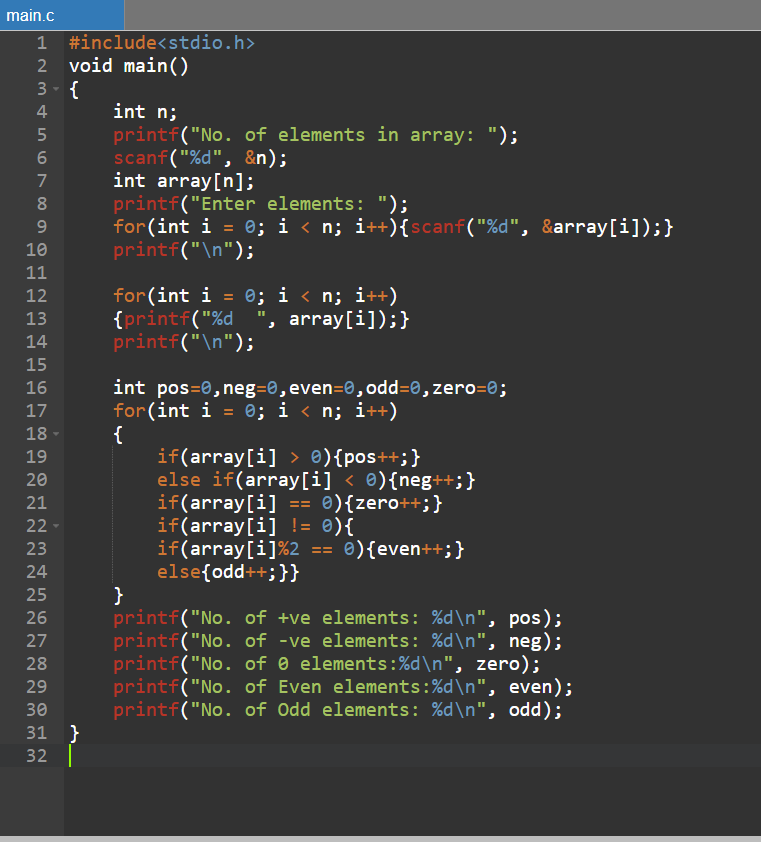 main.c
1 #include<stdio.h>
2 void main()
3 {
4     int n;
5     printf("No. of elements in array: ");
6     scanf("%d", &n);
7     int array[n];
8     printf("Enter elements: ");
9     for(int i = 0; i < n; i++){scanf("%d", &array[i]);}
10     printf("\n");
11
12     for(int i = 0; i < n; i++)
13     {printf("%d  ", array[i]);}
14     printf("\n");
15
16     int pos=0,neg=0,even=0,odd=0,zero=0;
17     for(int i = 0; i < n; i++)
18     {
19         if(array[i] > 0){pos++;}
20         else if(array[i] < 0){neg++;}
21         if(array[i] == 0){zero++;}
22         if(array[i] != 0){
23         if(array[i]%2 == 0){even++;}
24         else{odd++;}}
25     }
26     printf("No. of +ve elements: %d\n", pos);
27     printf("No. of -ve elements: %d\n", neg);
28     printf("No. of 0 elements:%d\n", zero);
29     printf("No. of Even elements:%d\n", even);
30     printf("No. of Odd elements: %d\n", odd);
31 }
32